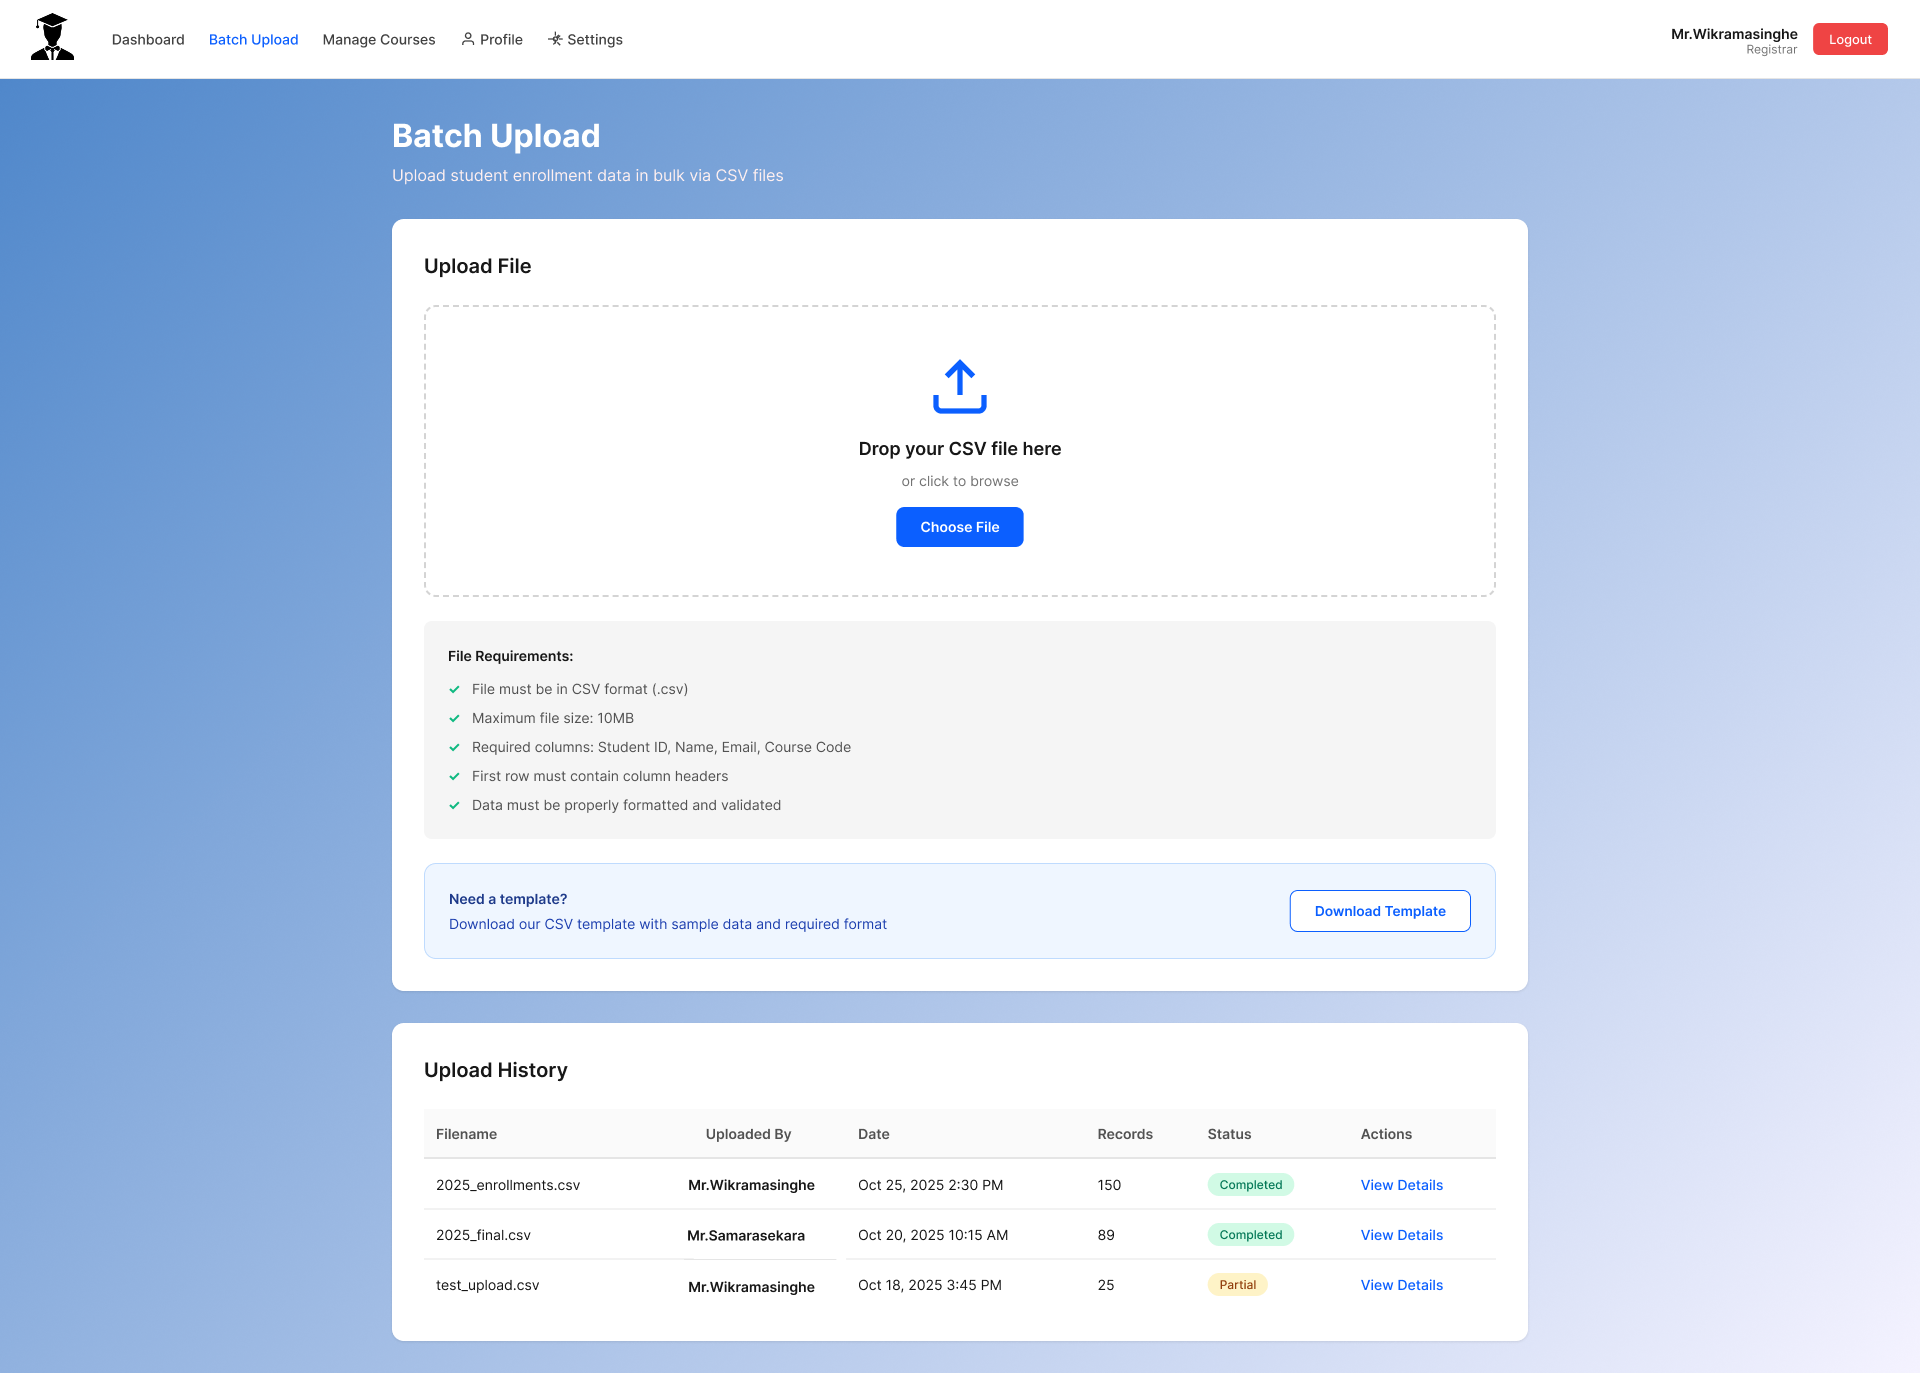 Dashboard Batch Upload Manage Courses Profile Settings
Mr.Wikramasinghe
Registrar
Logout
Batch Upload
Upload student enrollment data in bulk via CSV files
Upload File
Drop your CSV file here
or click to browse
Choose File
File Requirements:
File must be in CSV format (.csv)
Maximum file size: 10MB
Required columns: Student ID, Name, Email, Course Code
First row must contain column headers
Data must be properly formatted and validated
Need a template?
Download our CSV template with sample data and required format
Download Template
Upload History
Filename Uploaded By Date Records Status Actions
2025_enrollments.csv Mr.Wikramasinghe Oct 25, 2025 2:30 PM 150 Completed View Details
2025_final.csv Mr.Samarasekara Oct 20, 2025 10:15 AM 89 Completed View Details
test_upload.csv Mr.Wikramasinghe Oct 18, 2025 3:45 PM 25 Partial View Details